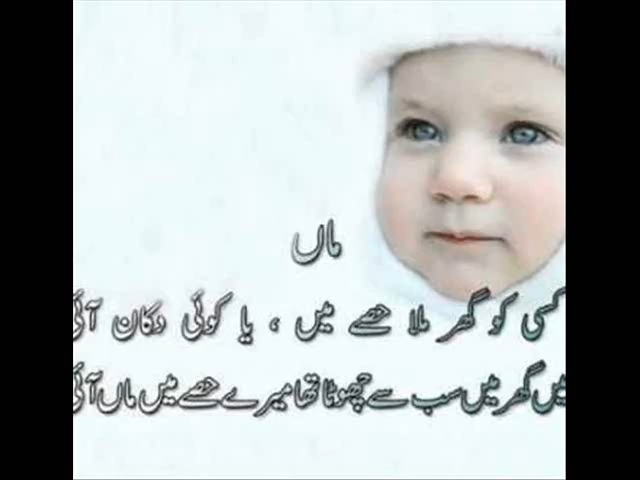 ماں
کسی کو گھر ملا حصے میں ، یا کوئی دکان آئی
میں گھر میں سب سے چھوٹا تھا میرے حصے میں ماں آئی